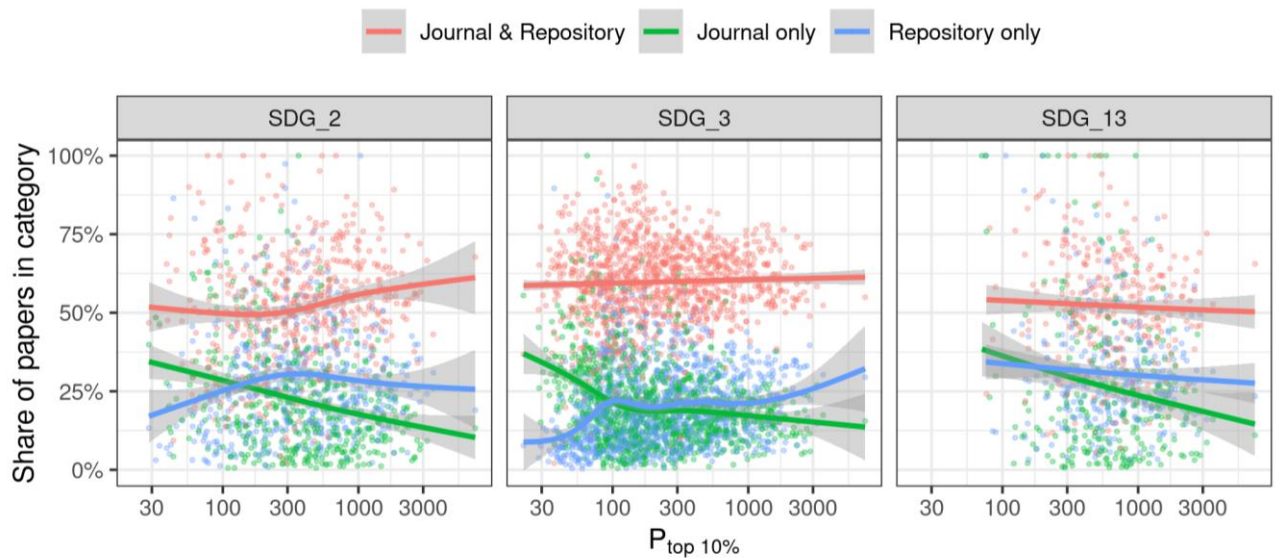 Journal & Repository Journal only Repository only
SDG_2 SDG_3 SDG_13
Share of papers in category
100%
75%
50%
25%
0%
30 100 300 1000 3000 30 100 300 1000 3000 30 100 300 1000 3000
P top 10%